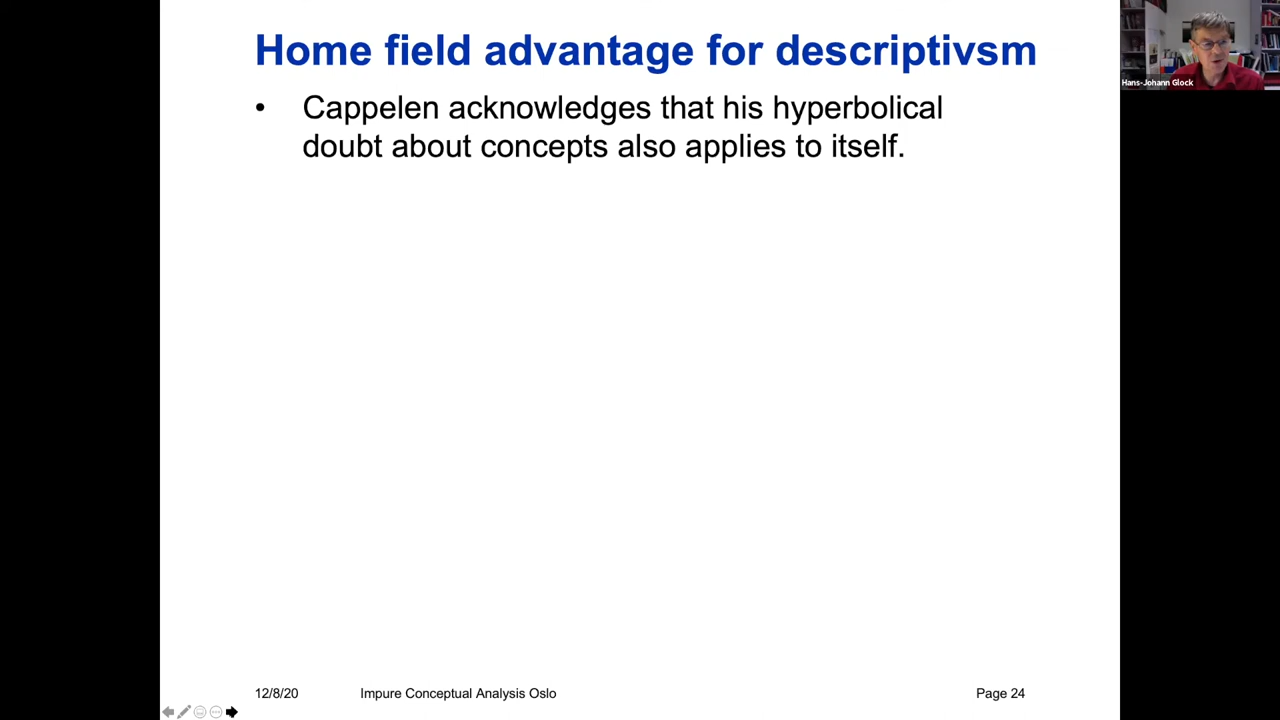 Home field advantage for descriptivsm
• Cappelen acknowledges that his hyperbolical
doubt about concepts also applies to itself.
Hans-Johann Glock
12/8/20 Impure Conceptual Analysis Oslo Page 24